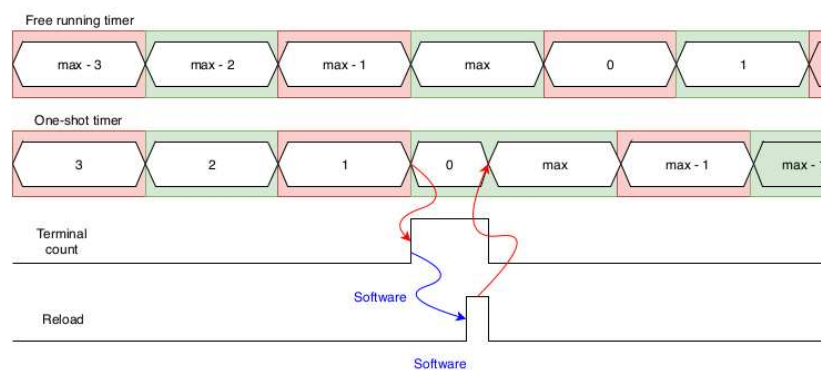 Free running timer
max - 3 max - 2 max - 1 max 0 1
One-shot timer
3 2 1 0 max max - 1 max -
Terminal
count
Software
Reload
Software